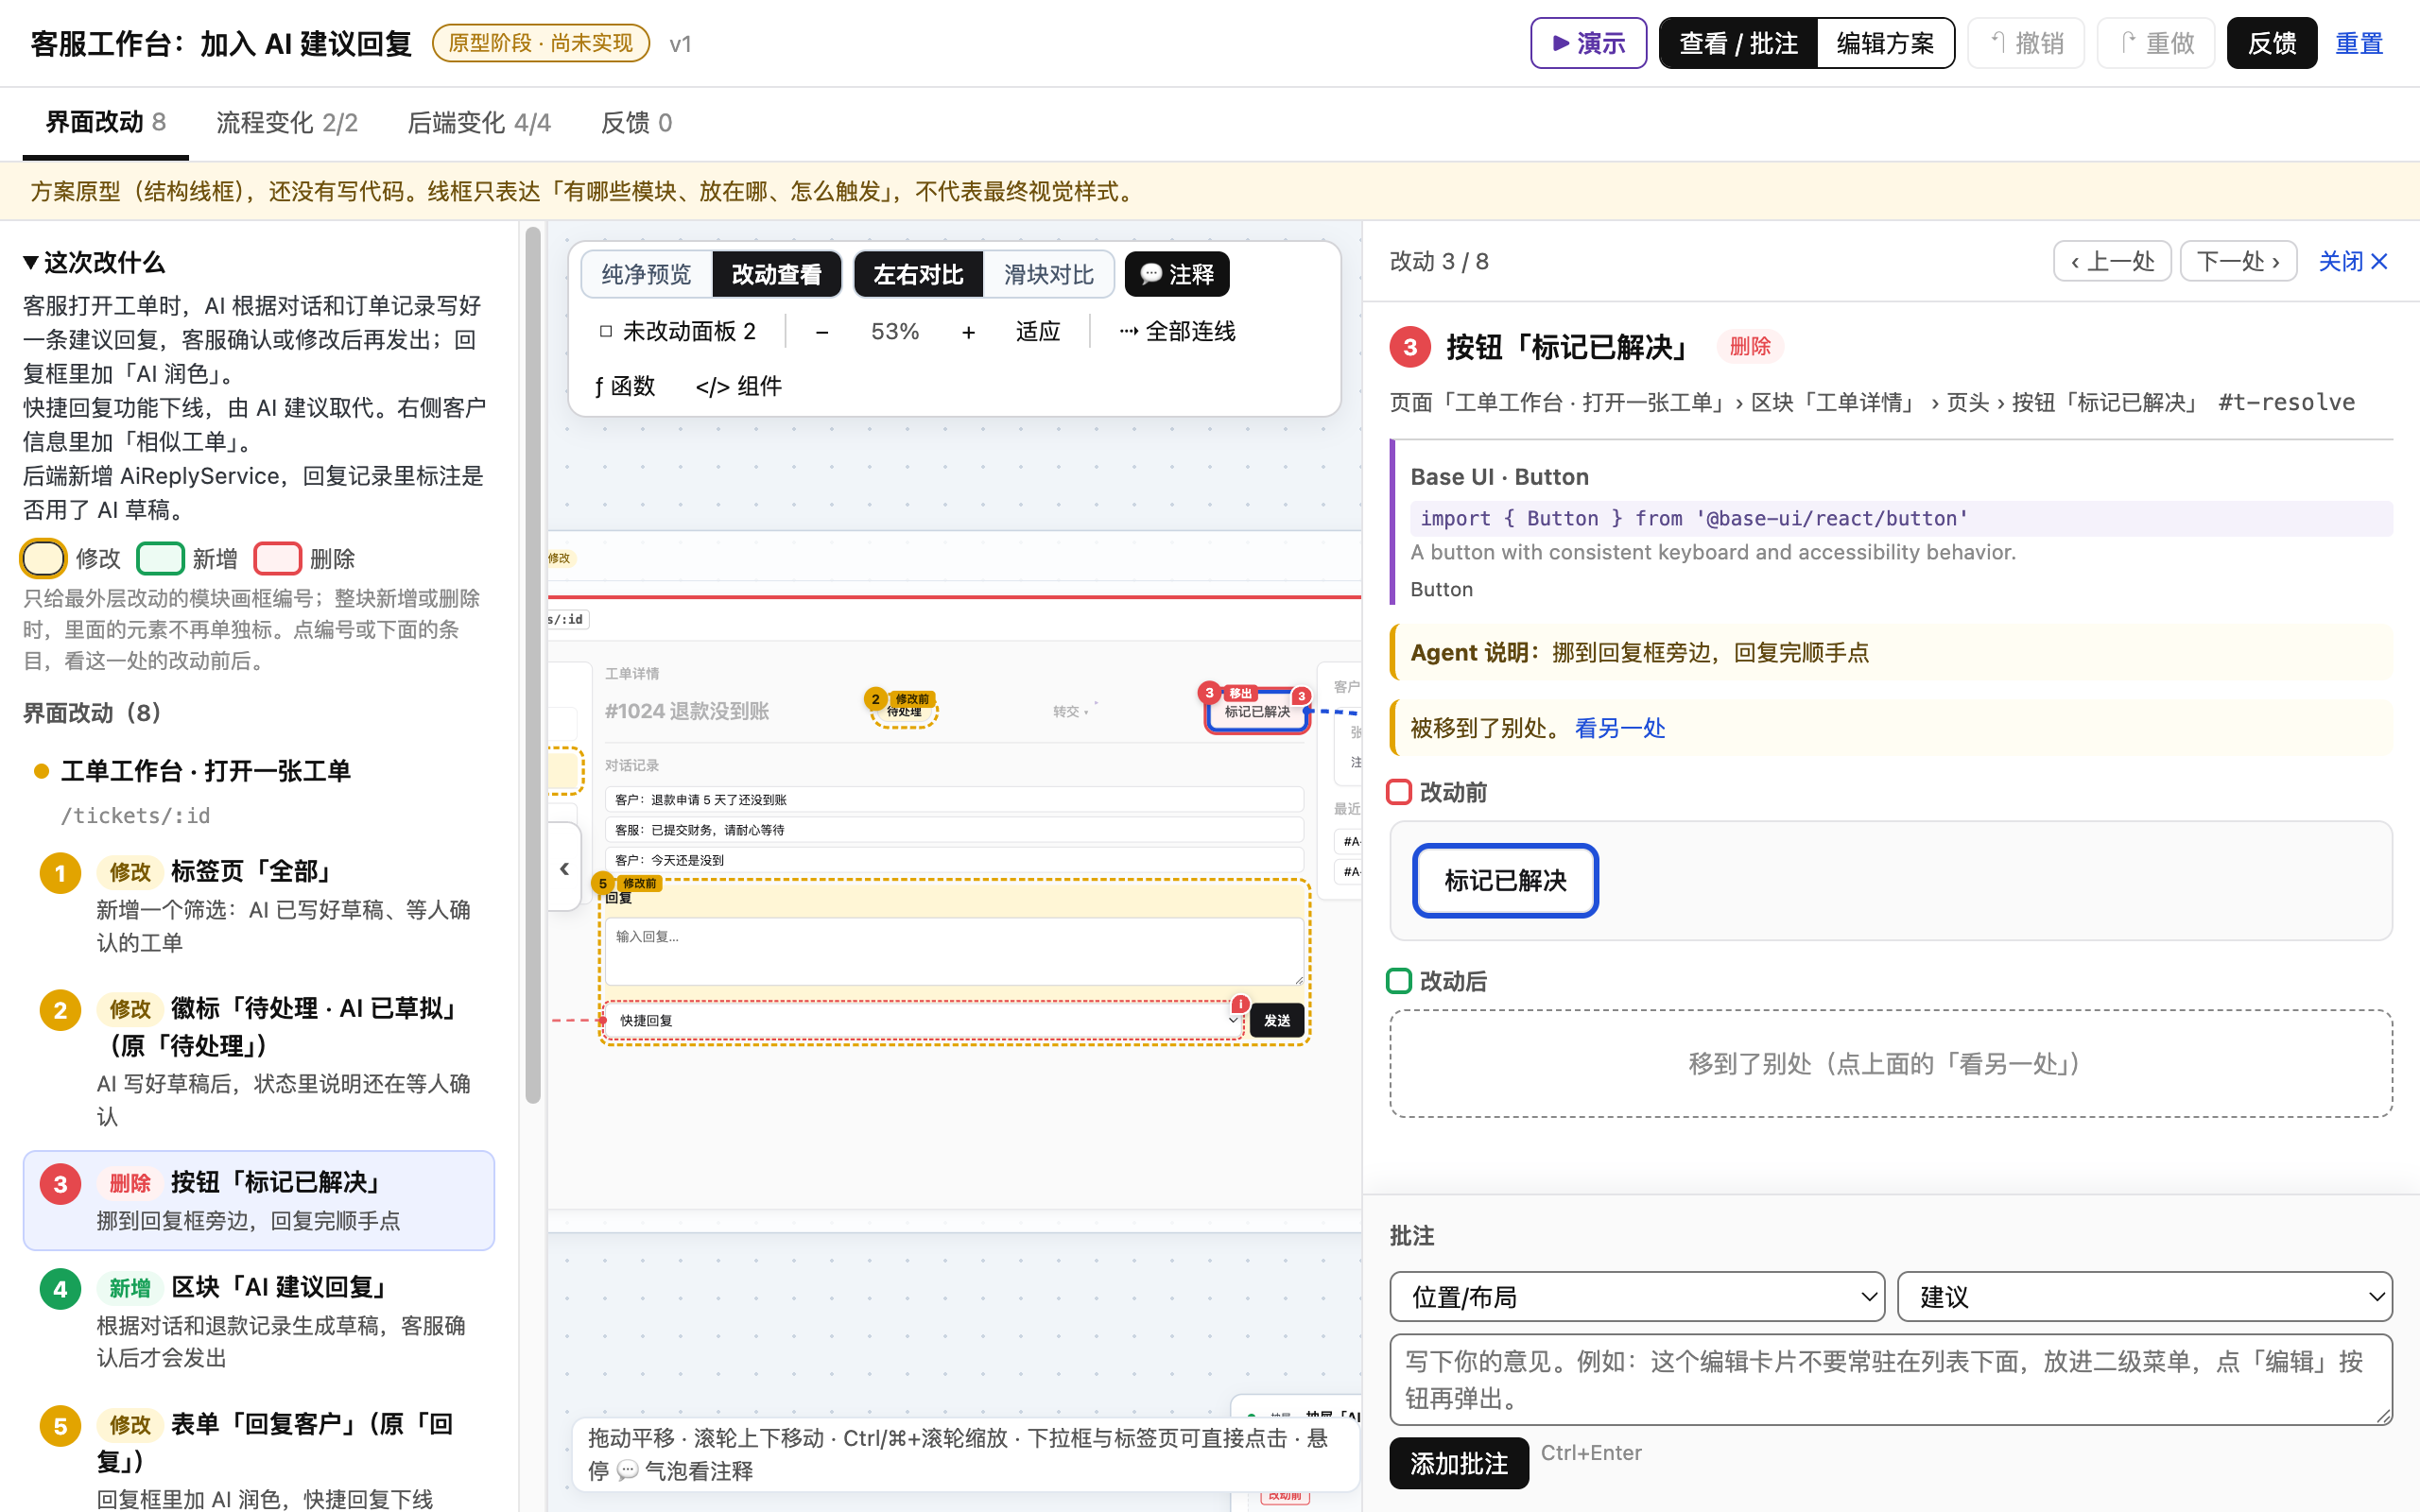 客服工作台：加入 AI 建议回复 原型阶段 · 尚未实现 v1
▶ 演示 查看 / 批注 编辑方案 撤销 重做 反馈 重置
界面改动 8 流程变化 2/2 后端变化 4/4 反馈 0
方案原型（结构线框），还没有写代码。线框只表达「有哪些模块、放在哪、怎么触发」，不代表最终视觉样式。
▼ 这次改什么
客服打开工单时，AI 根据对话和订单记录写好
一条建议回复，客服确认或修改后再发出；回
复框里加「AI 润色」。
快捷回复功能下线，由 AI 建议取代。右侧客户
信息里加「相似工单」。
后端新增 AiReplyService，回复记录里标注是
否用了 AI 草稿。
修改 新增 删除
只给最外层改动的模块画框编号；整块新增或删除
时，里面的元素不再单独标。点编号或下面的条
目，看这一处的改动前后。
界面改动（8）
工单工作台 · 打开一张工单
/tickets/:id
1 修改 标签页「全部」
新增一个筛选：AI 已写好草稿、等人确
认的工单
2 修改 徽标「待处理 · AI 已草拟」
（原「待处理」）
AI 写好草稿后，状态里说明还在等人确
认
3 删除 按钮「标记已解决」
挪到回复框旁边，回复完顺手点
4 新增 区块「AI 建议回复」
根据对话和退款记录生成草稿，客服确
认后才会发出
5 修改 表单「回复客户」（原「回
复」）
回复框里加 AI 润色，快捷回复下线
纯净预览 改动查看 左右对比 滑块对比 注释
未改动面板 2 − 53% + 适应 全部连线
ƒ 函数 </> 组件
修改
s/:id
工单详情
#1024 退款没到账
2 修改前
待处理
转交
3 移出 3
标记已解决
客户
张
注
最近
#A-
#A-
对话记录
客户：退款申请 5 天了还没到账
客服：已提交财务，请耐心等待
客户：今天还是没到
‹
5 修改前
回复
输入回复...
快捷回复
i
发送
拖动平移 · 滚轮上下移动 · Ctrl/⌘+滚轮缩放 · 下拉框与标签页可直接点击 · 悬
停 气泡看注释
改动前
改动 3 / 8 ‹ 上一处 下一处 › 关闭 ✕
3 按钮「标记已解决」 删除
页面「工单工作台 · 打开一张工单」 › 区块「工单详情」 › 页头 › 按钮「标记已解决」 #t-resolve
Base UI · Button
import { Button } from '@base-ui/react/button'
A button with consistent keyboard and accessibility behavior.
Button
Agent 说明：挪到回复框旁边，回复完顺手点
被移到了别处。 看另一处
改动前
标记已解决
改动后
移到了别处（点上面的「看另一处」）
批注
位置/布局 建议
写下你的意见。例如：这个编辑卡片不要常驻在列表下面，放进二级菜单，点「编辑」按
钮再弹出。
添加批注 Ctrl+Enter